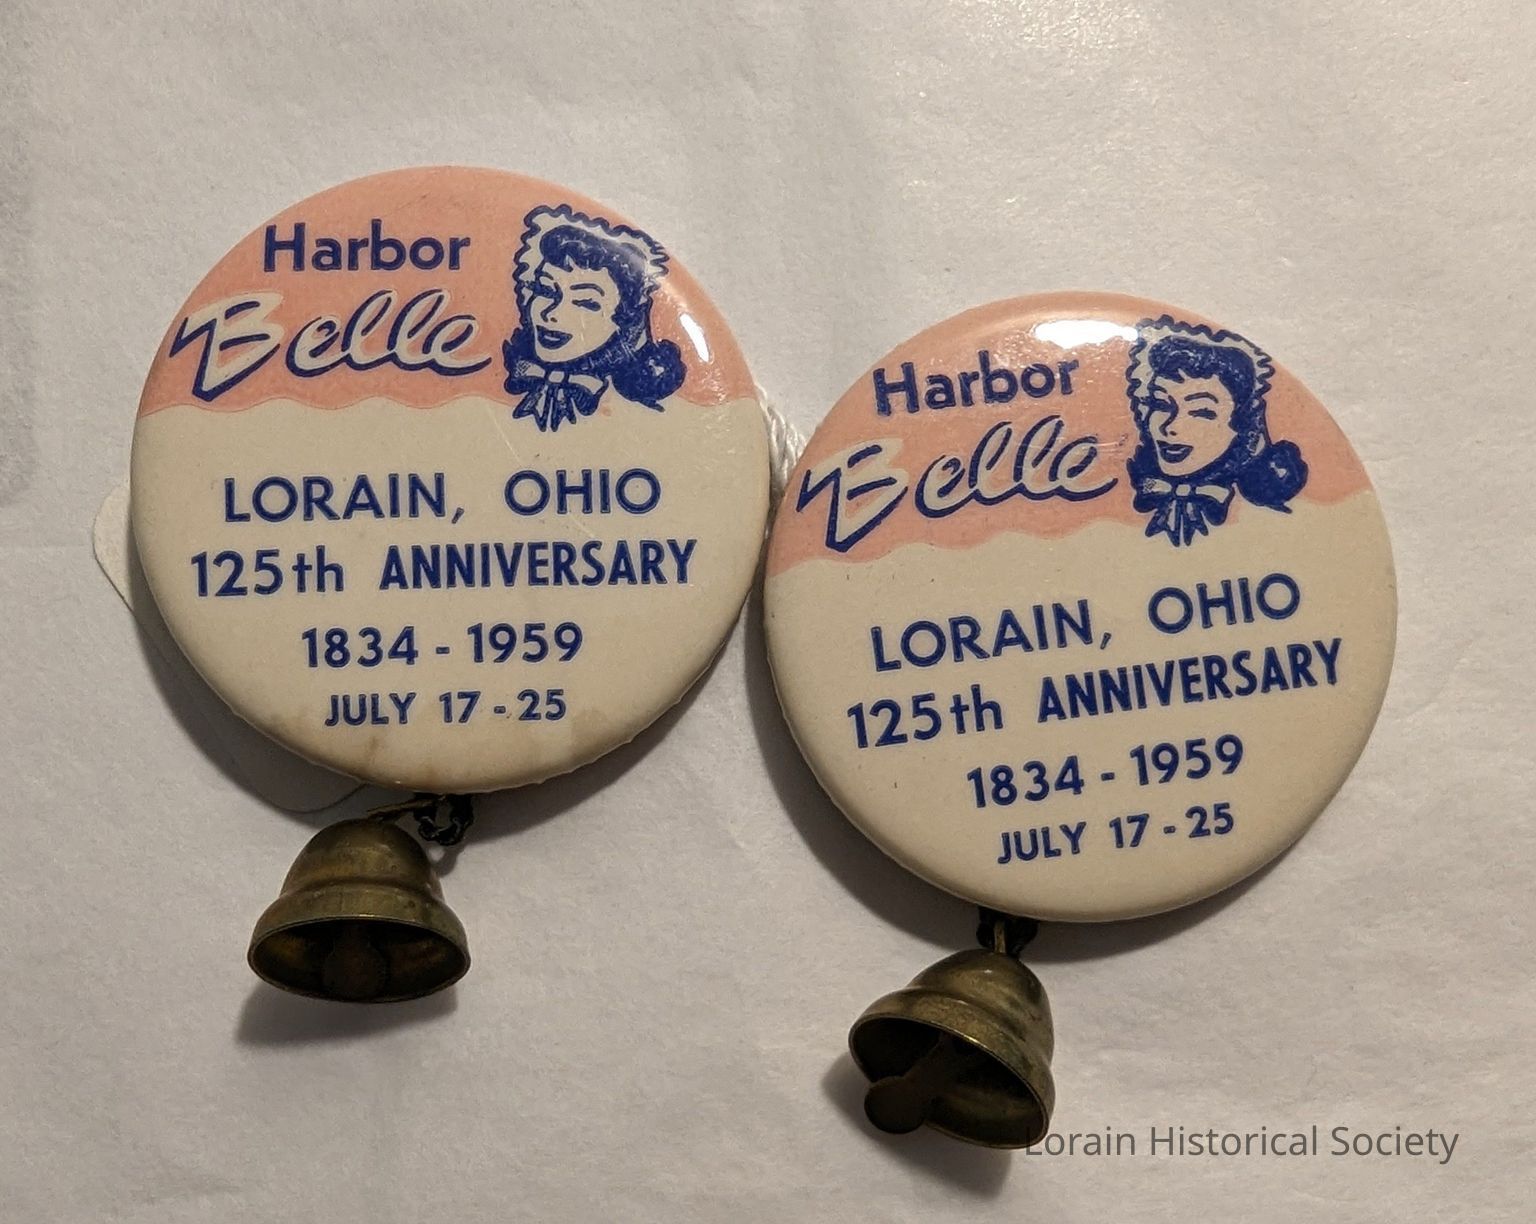 Harbor
Belle
LORAIN, OHIO
125th ANNIVERSARY
1834 - 1959
JULY 17 - 25
Harbor
Belle
LORAIN, OHIO
125th ANNIVERSARY
1834 - 1959
JULY 17 - 25
Lorain Historical Society